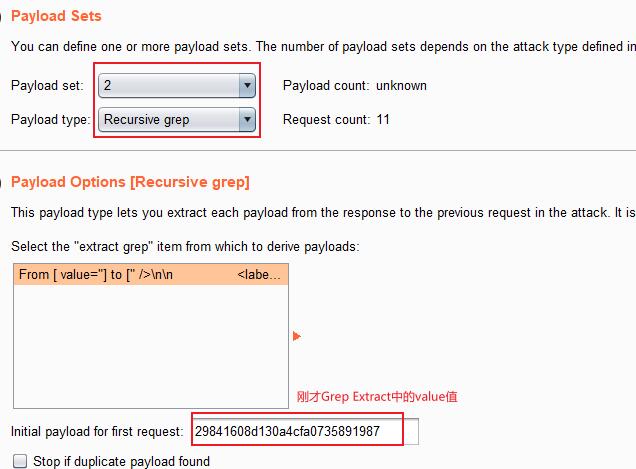 Payload Sets
You can define one or more payload sets. The number of payload sets depends on the attack type defined in
Payload set: 2 Payload count: unknown
Payload type: Recursive grep Request count: 11
Payload Options [Recursive grep]
This payload type lets you extract each payload from the response to the previous request in the attack. It is
Select the "extract grep" item from which to derive payloads:
From [ value="] to [" />\n\n <labe...
刚才Grep Extract中的value值
Initial payload for first request: 29841608d130a4cfa0735891987
Stop if duplicate payload found